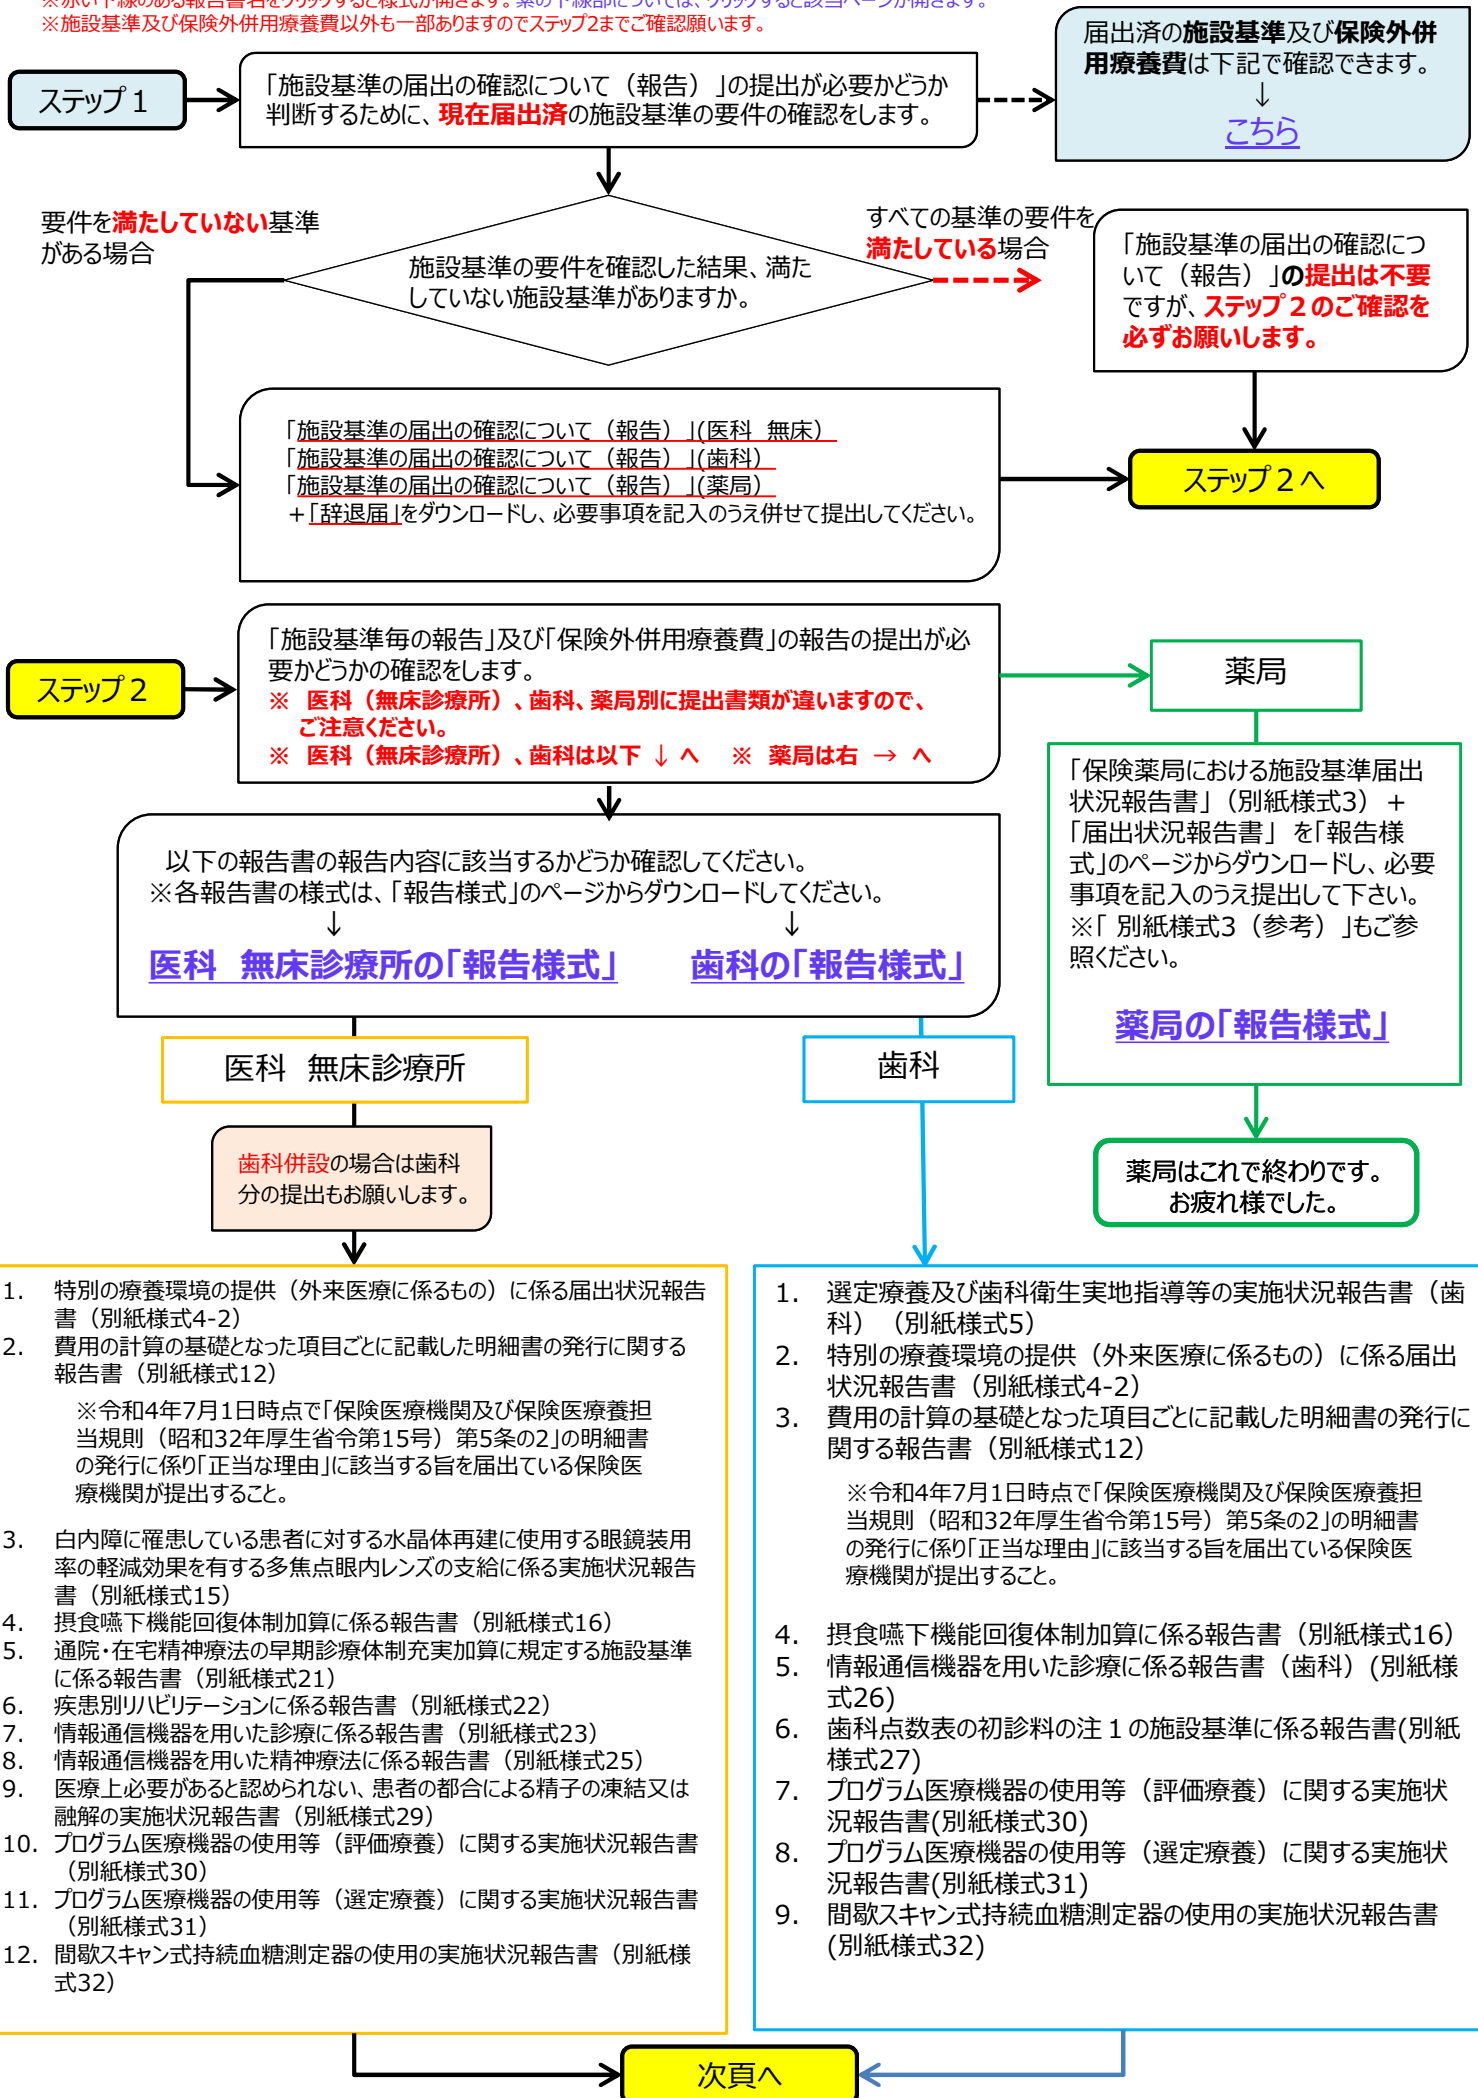 ※赤い下線のある報告書名をクリックすると様式が開きます。紫の下線部については、クリックすると該当ページが開きます。
※施設基準及び保険外併用療養費以外も一部ありますのでステップ2までご確認願います。
ステップ1
「施設基準の届出の確認について（報告）」の提出が必要かどうか
判断するために、現在届出済の施設基準の要件の確認をします。
届出済の施設基準及び保険外併
用療養費は下記で確認できます。
↓
こちら
要件を満たしていない基準
がある場合
施設基準の要件を確認した結果、満た
していない施設基準がありますか。
すべての基準の要件を
満たしている場合
「施設基準の届出の確認につ
いて（報告）」の提出は不要
ですが、ステップ２のご確認を
必ずお願いします。
「施設基準の届出の確認について（報告）」(医科 無床）
「施設基準の届出の確認について（報告）」(歯科）
「施設基準の届出の確認について（報告）」(薬局）
＋「辞退届」をダウンロードし、必要事項を記入のうえ併せて提出してください。
ステップ２へ
ステップ２
「施設基準毎の報告」及び「保険外併用療養費」の報告の提出が必
要かどうかの確認をします。
※ 医科（無床診療所）、歯科、薬局別に提出書類が違いますので、
ご注意ください。
※ 医科（無床診療所）、歯科は以下 ↓ へ ※ 薬局は右 → へ
薬局
「保険薬局における施設基準届出
状況報告書」（別紙様式3）＋
「届出状況報告書」を「報告様
式」のページからダウンロードし、必要
事項を記入のうえ提出して下さい。
※「 別紙様式3（参考）」もご参
照ください。
薬局の「報告様式」
薬局はこれで終わりです。
お疲れ様でした。
以下の報告書の報告内容に該当するかどうか確認してください。
※各報告書の様式は、「報告様式」のページからダウンロードしてください。
↓ ↓
医科 無床診療所の「報告様式」 歯科の「報告様式」
医科 無床診療所
歯科
歯科併設の場合は歯科
分の提出もお願いします。
1. 特別の療養環境の提供（外来医療に係るもの）に係る届出状況報告
書（別紙様式4-2）
2. 費用の計算の基礎となった項目ごとに記載した明細書の発行に関する
報告書（別紙様式12）
※令和4年7月1日時点で「保険医療機関及び保険医療養担
当規則（昭和32年厚生省令第15号）第5条の2」の明細書
の発行に係り「正当な理由」に該当する旨を届出ている保険医
療機関が提出すること。
3. 白内障に罹患している患者に対する水晶体再建に使用する眼鏡装用
率の軽減効果を有する多焦点眼内レンズの支給に係る実施状況報告
書（別紙様式15）
4. 摂食嚥下機能回復体制加算に係る報告書（別紙様式16）
5. 通院・在宅精神療法の早期診療体制充実加算に規定する施設基準
に係る報告書（別紙様式21）
6. 疾患別リハビリテーションに係る報告書（別紙様式22）
7. 情報通信機器を用いた診療に係る報告書（別紙様式23）
8. 情報通信機器を用いた精神療法に係る報告書（別紙様式25）
9. 医療上必要があると認められない、患者の都合による精子の凍結又は
融解の実施状況報告書（別紙様式29）
10. プログラム医療機器の使用等（評価療養）に関する実施状況報告書
（別紙様式30）
11. プログラム医療機器の使用等（選定療養）に関する実施状況報告書
（別紙様式31）
12. 間歇スキャン式持続血糖測定器の使用の実施状況報告書（別紙様
式32）
1. 選定療養及び歯科衛生実地指導等の実施状況報告書（歯
科）（別紙様式5）
2. 特別の療養環境の提供（外来医療に係るもの）に係る届出
状況報告書（別紙様式4-2）
3. 費用の計算の基礎となった項目ごとに記載した明細書の発行に
関する報告書（別紙様式12）
※令和4年7月1日時点で「保険医療機関及び保険医療養担
当規則（昭和32年厚生省令第15号）第5条の2」の明細書
の発行に係り「正当な理由」に該当する旨を届出ている保険医
療機関が提出すること。
4. 摂食嚥下機能回復体制加算に係る報告書（別紙様式16）
5. 情報通信機器を用いた診療に係る報告書（歯科）(別紙様
式26)
6. 歯科点数表の初診料の注１の施設基準に係る報告書(別紙
様式27)
7. プログラム医療機器の使用等（評価療養）に関する実施状
況報告書(別紙様式30)
8. プログラム医療機器の使用等（選定療養）に関する実施状
況報告書(別紙様式31)
9. 間歇スキャン式持続血糖測定器の使用の実施状況報告書
(別紙様式32)
次頁へ